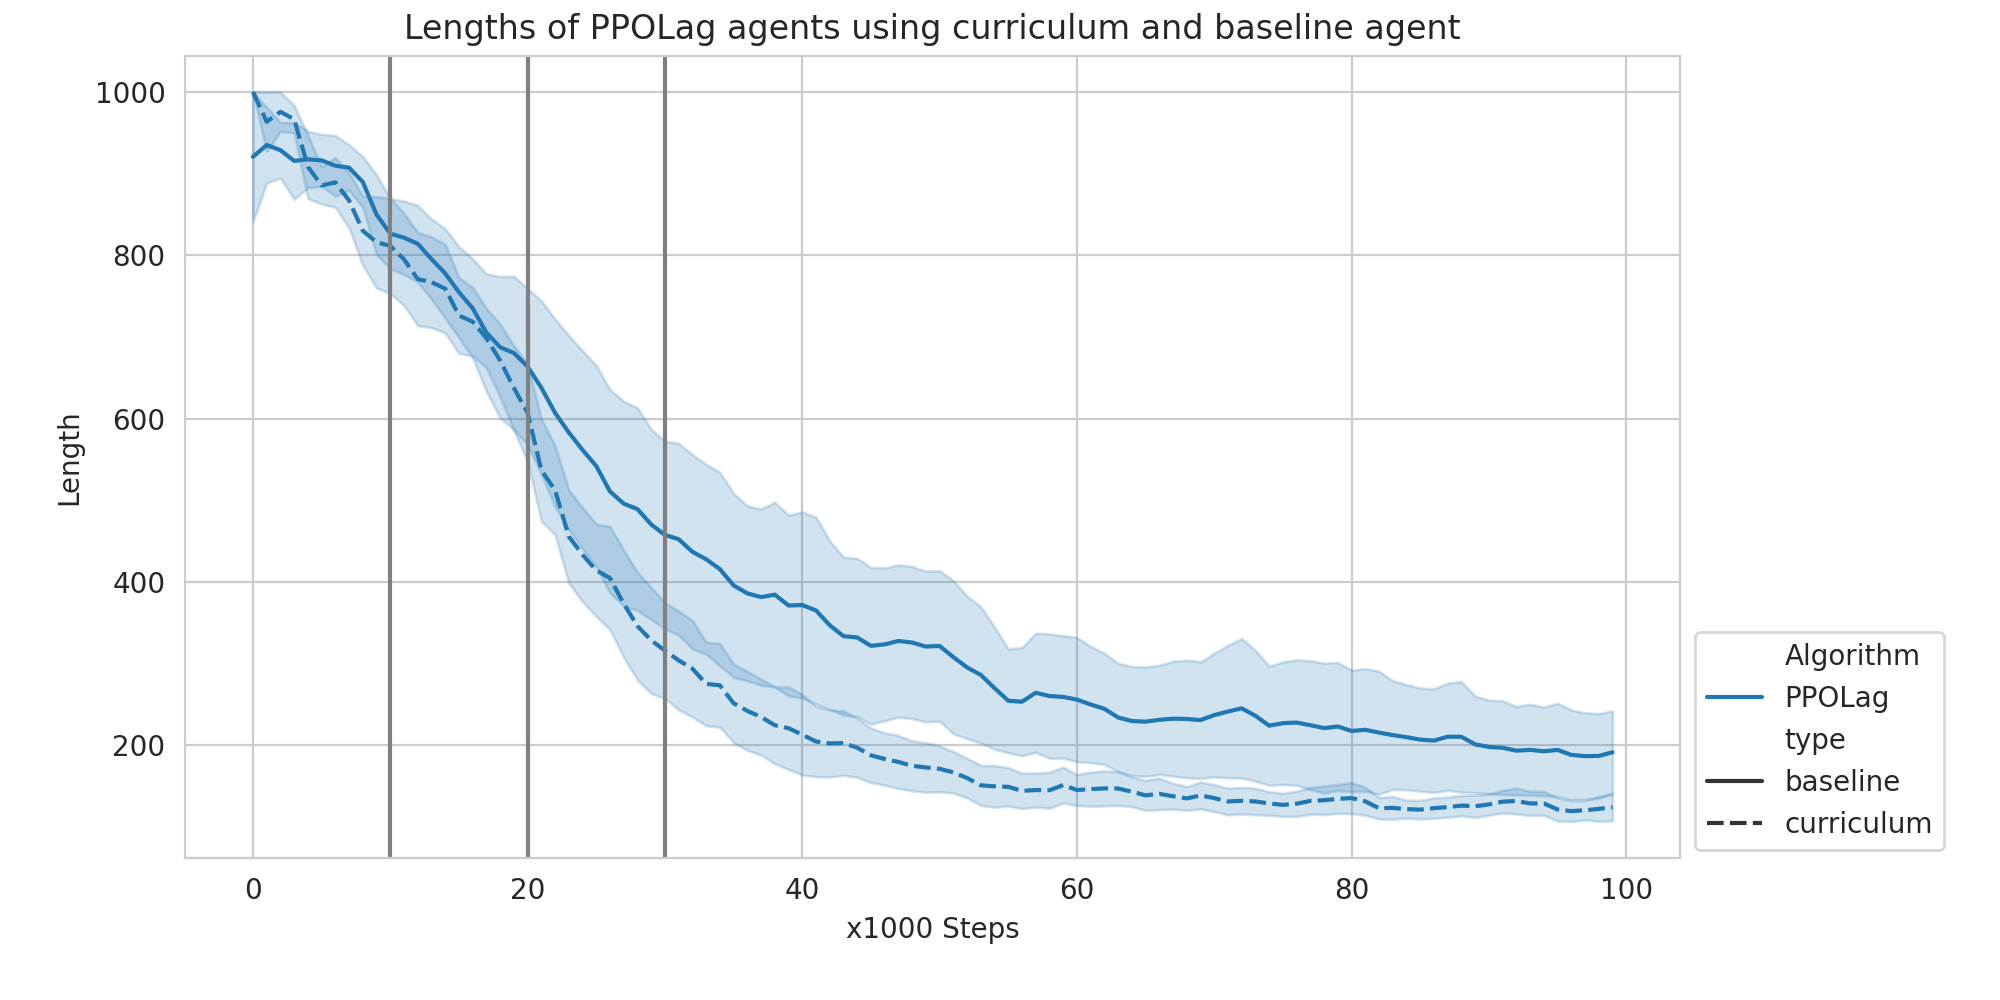 Lengths of PPOLag agents using curriculum and baseline agent
1000
800
600
400
200
Length
0 20 40 60 80 100
x1000 Steps
Algorithm
PPOLag
type
baseline
curriculum